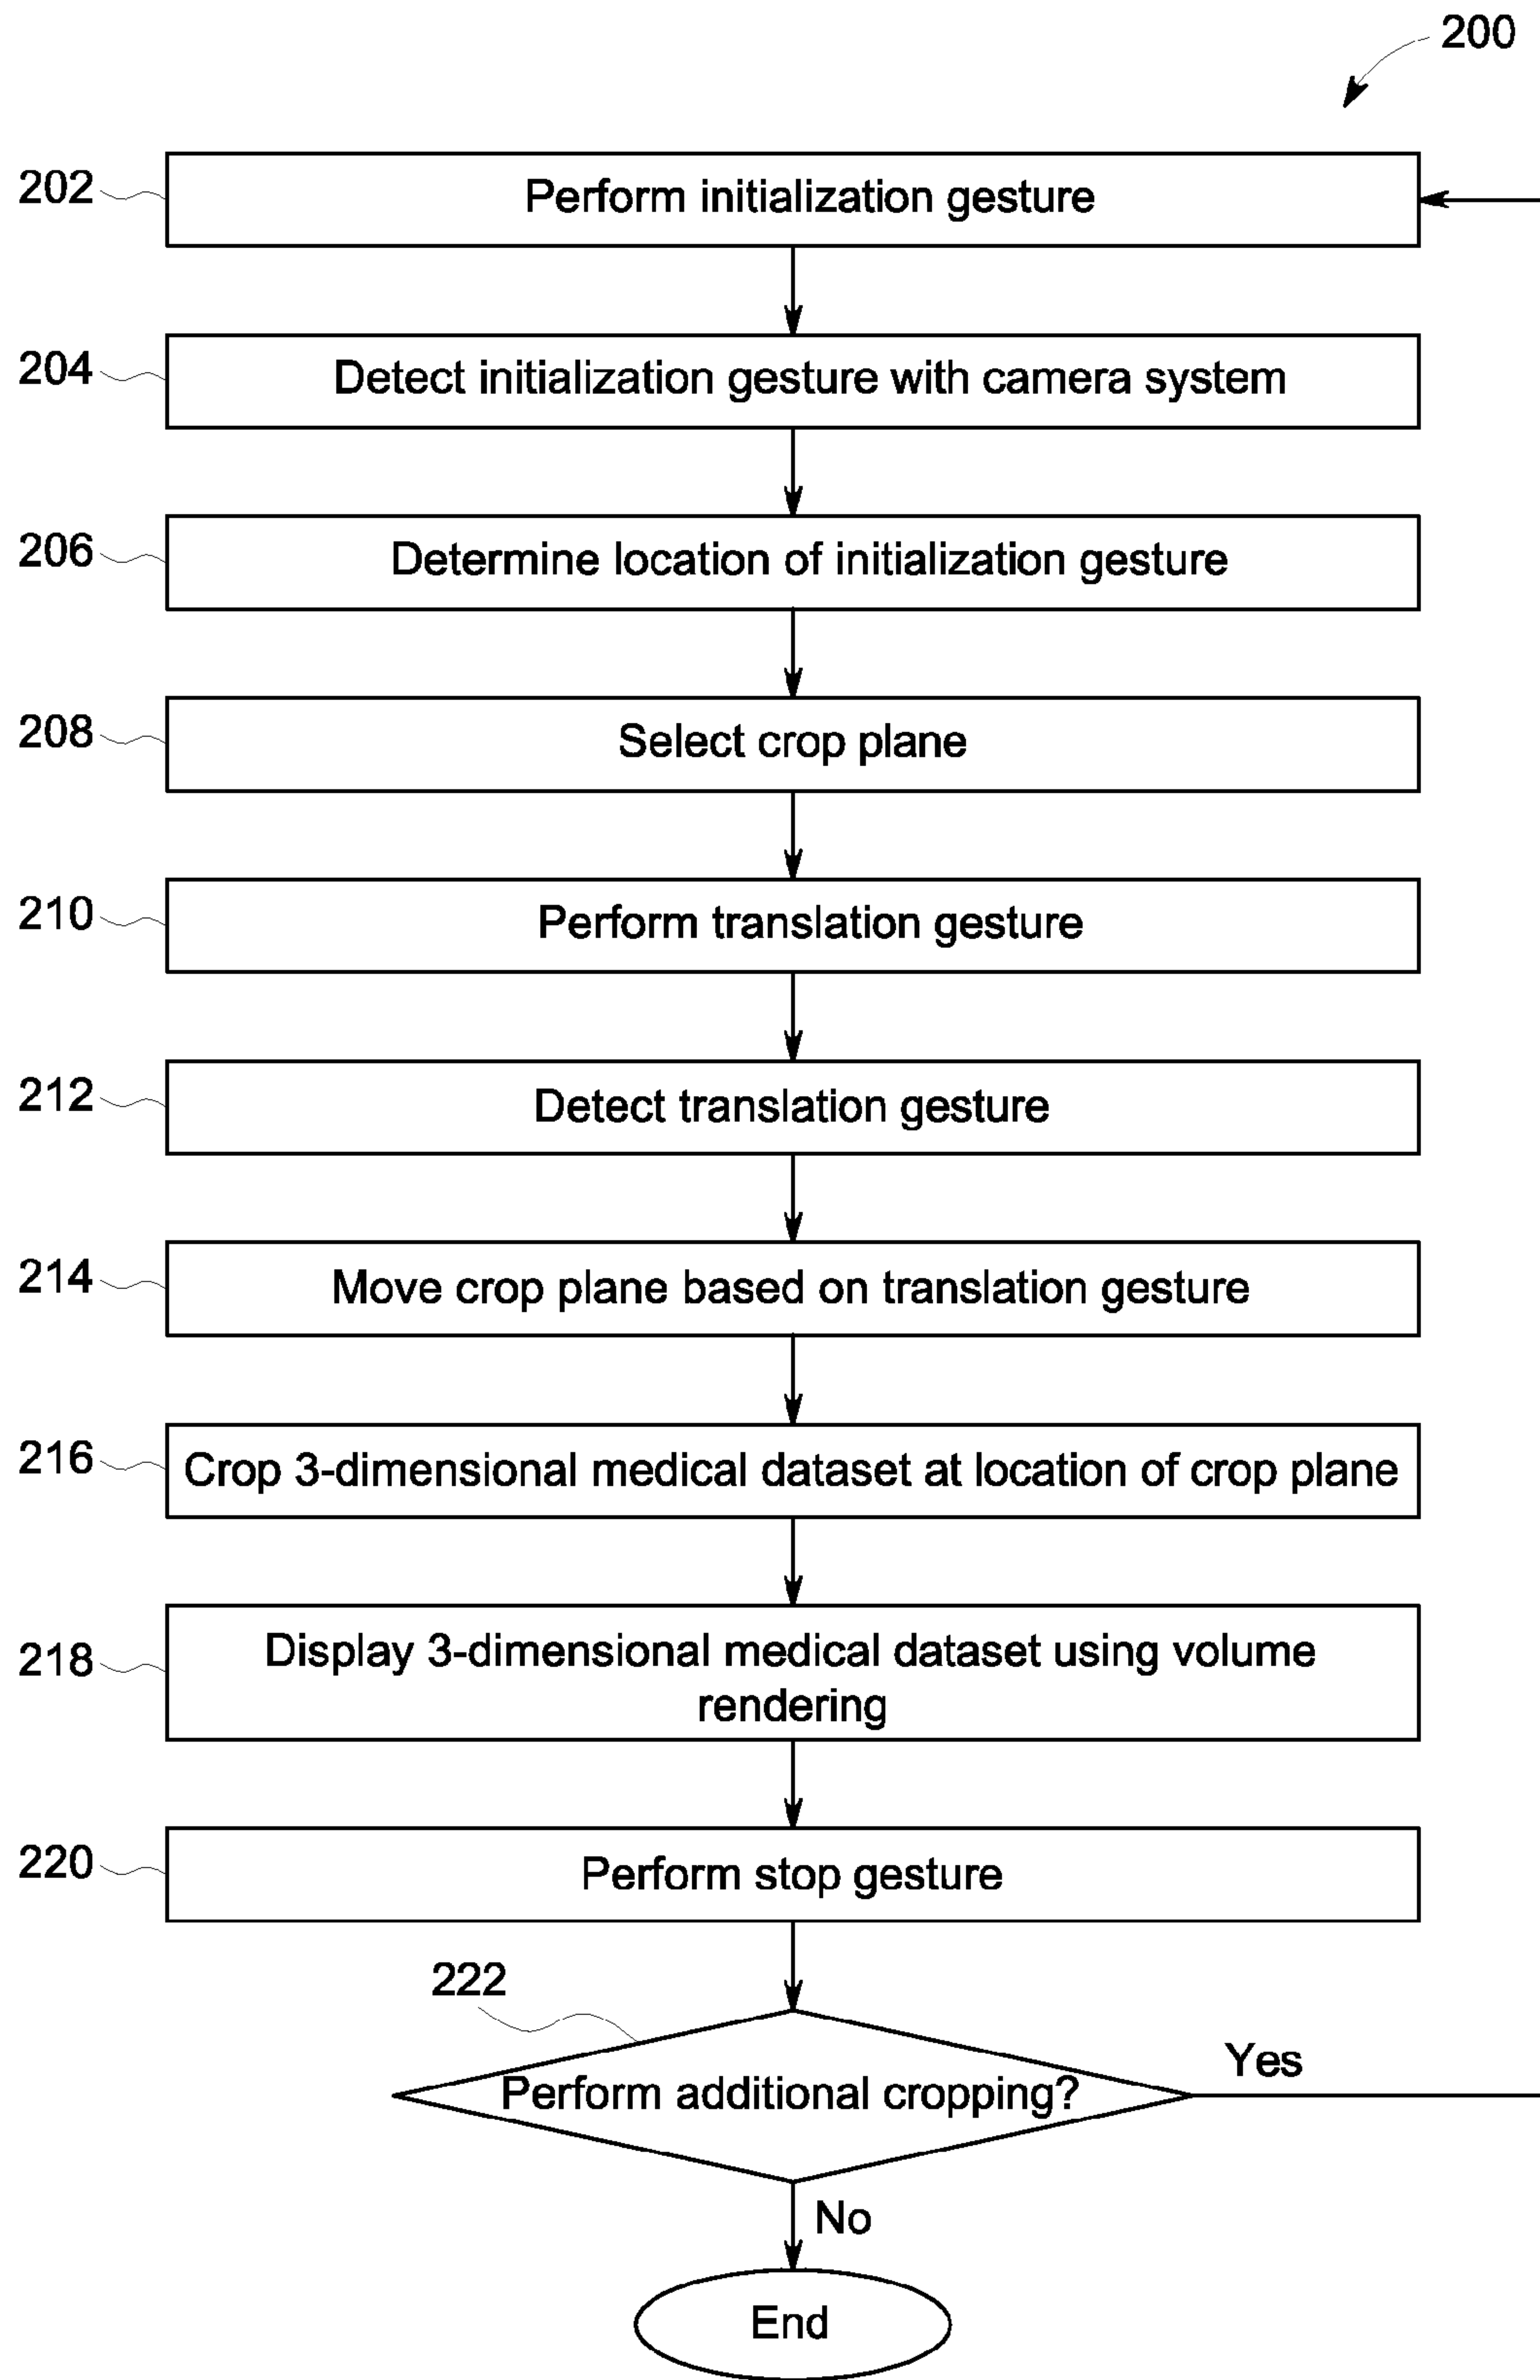 200
202
Perform initialization gesture
204
Detect initialization gesture with camera system
206
Determine location of initialization gesture
208
Select crop plane
210
Perform translation gesture
212
Detect translation gesture
214
Move crop plane based on translation gesture
216
Crop 3-dimensional medical dataset at location of crop plane
218
Display 3-dimensional medical dataset using volume
rendering
220
Perform stop gesture
222
Perform additional cropping?
Yes
No
End